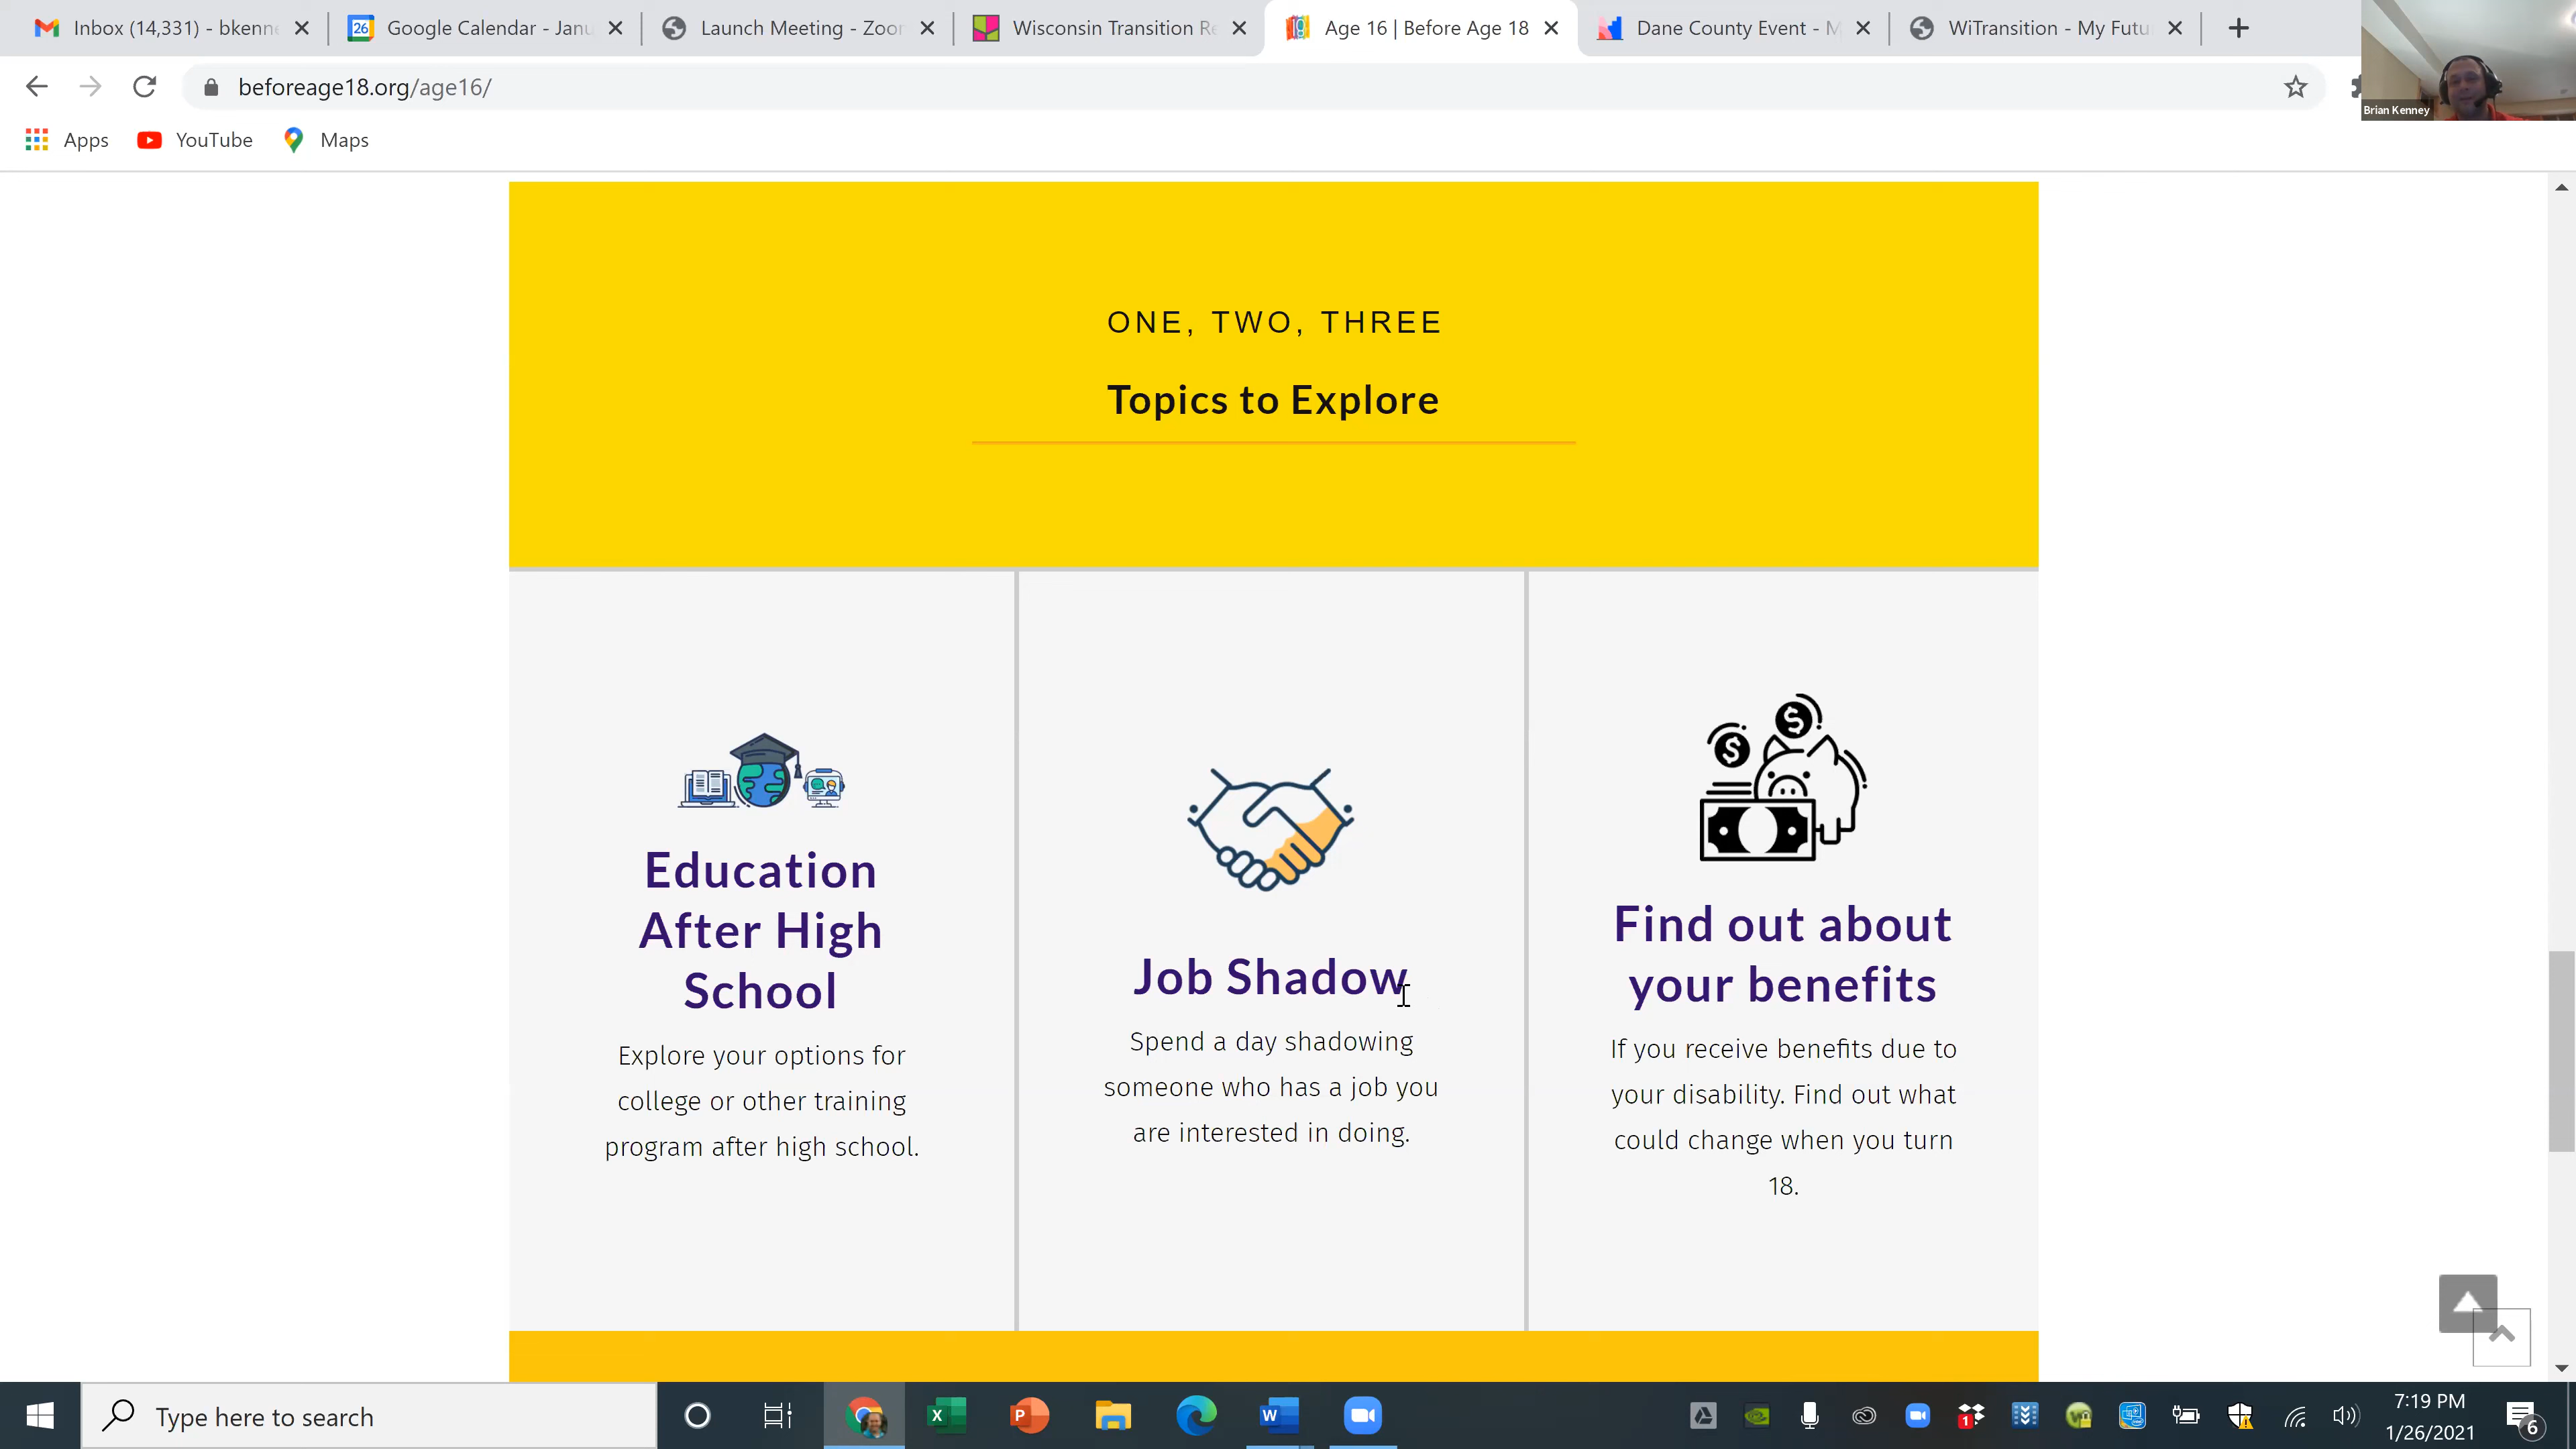 Inbox (14,331) - bkenne
Google Calendar - Janu
Launch Meeting - Zoom
Wisconsin Transition Re
Age 16 | Before Age 18
Dane County Event - M
WiTransition - My Futu
beforeage18.org/age16/
Brian Kenney
Apps
YouTube
Maps
ONE, TWO, THREE
Topics to Explore
Education
After High
School
Explore your options for
college or other training
program after high school.
Job Shadow
Spend a day shadowing
someone who has a job you
are interested in doing.
Find out about
your benefits
If you receive benefits due to
your disability. Find out what
could change when you turn
18.
Type here to search
7:19 PM
1/26/2021
6